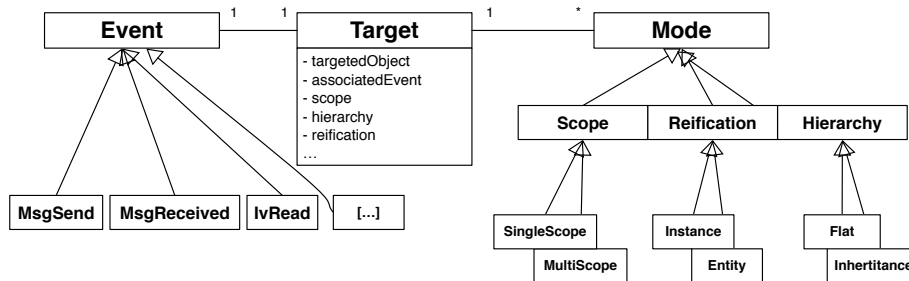 1 1 1 *
Event Target Mode
- targetedObject
- associatedEvent
- scope
- hierarchy
- reification
...
Scope Reification Hierarchy
MsgSend MsgReceived IvRead [...]
SingleScope Instance Flat
MultiScope Entity Inhertitance